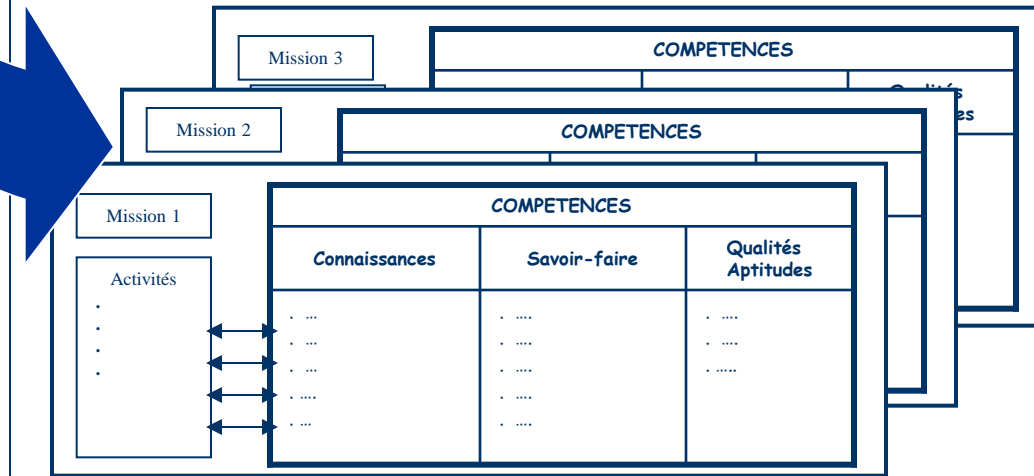 Mission 3
COMPETENCES
Mission 2
COMPETENCES
Mission 1
COMPETENCES
Connaissances
Savoir-faire
Qualités
Aptitudes
Activités
.
.
.
.
. ...
. ...
. ...
. ....
. ...
. ....
. ....
. ....
. ....
. ....
. ....
. ....
. .....